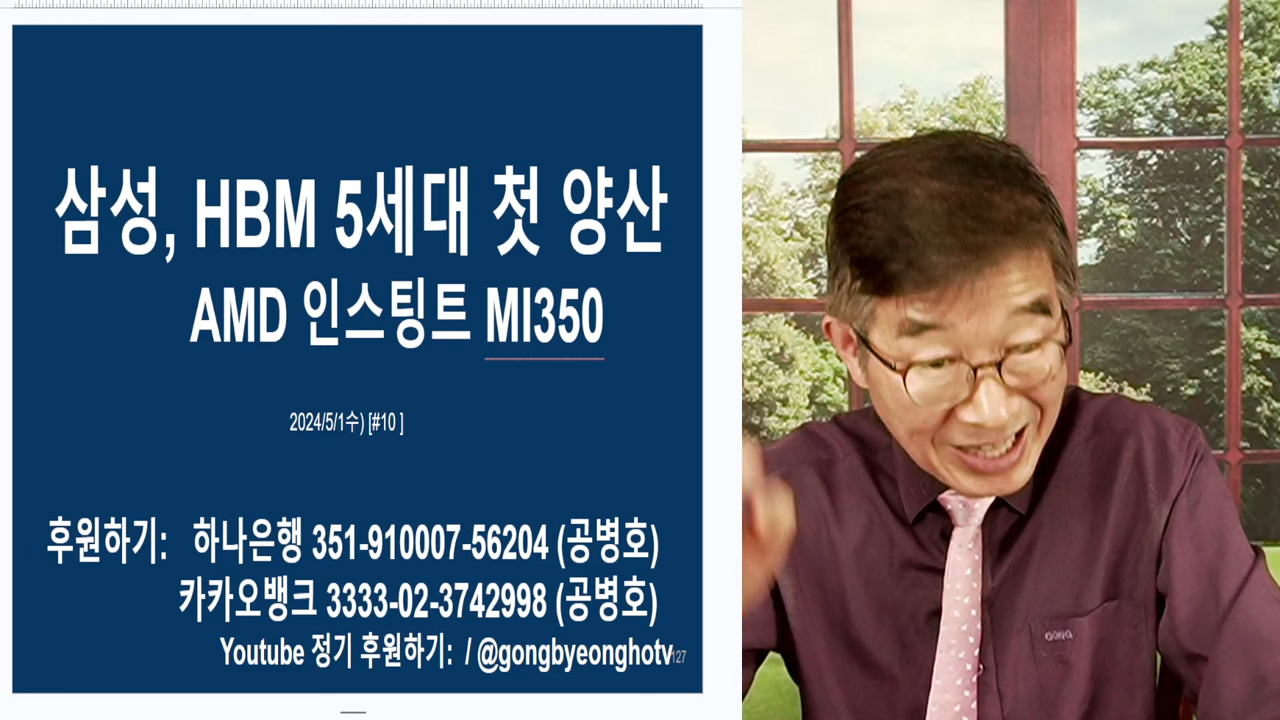 삼성, HBM 5세대 첫 양산
AMD 인스팅트 MI350
2024/5/1수) [#10 ]
후원하기: 하나은행 351-910007-56204 (공병호)
카카오뱅크 3333-02-3742998 (공병호)
Youtube 정기 후원하기: / @gongbyeonghotv
127